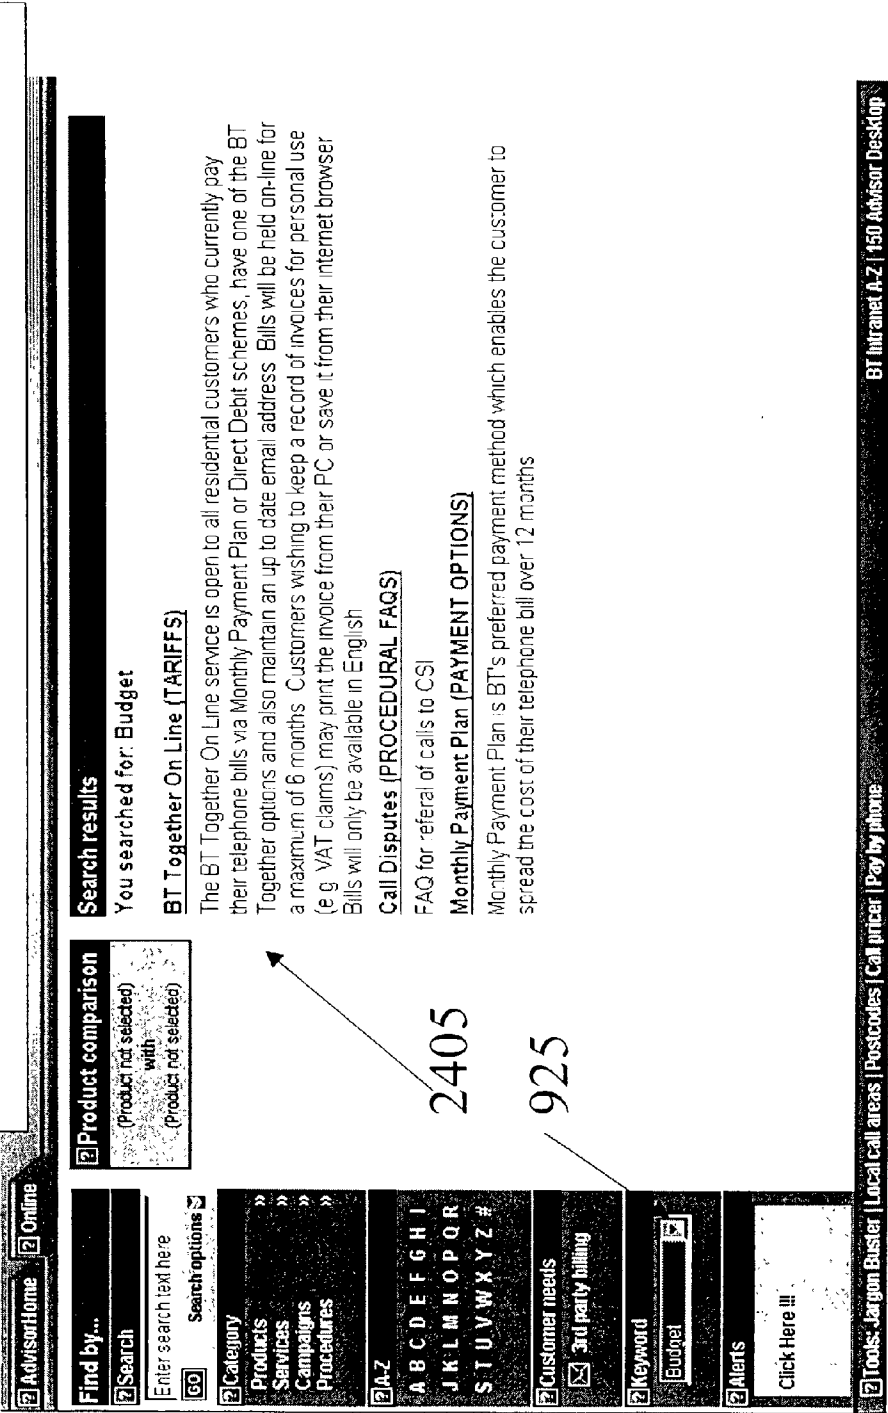 AdvisorHome
Online
Find by...
Search
Enter search text here
GO
Search options
Category
Products »
Services »
Campaigns »
Procedures »
A-Z
A B C D E F G H I
J K L M N O P Q R
S T U V W X Y Z #
Customer needs
3rd party billing
Keyword
Budget
Alerts
Click Here !!!
Product comparison
(Product not selected)
with
(Product not selected)
2405
925
Search results
You searched for: Budget
BT Together On Line (TARIFFS)
The BT Together On Line service is open to all residential customers who currently pay
their telephone bills via Monthly Payment Plan or Direct Debit schemes, have one of the BT
Together options and also maintain an up to date email address Bills will be held on-line for
a maximum of 6 months Customers wishing to keep a record of invoices for personal use
(e g VAT claims) may print the invoice from their PC or save it from their internet browser
Bills will only be available in English
Call Disputes (PROCEDURAL FAQS)
FAQ for referal of calls to CSI
Monthly Payment Plan (PAYMENT OPTIONS)
Monthly Payment Plan is BT's preferred payment method which enables the customer to
spread the cost of their telephone bill over 12 months
Tools: Jargon Buster | Local call areas | Postcodes | Call pricer | Pay by phone
BT Intranet A-Z | 150 Advisor Desktop